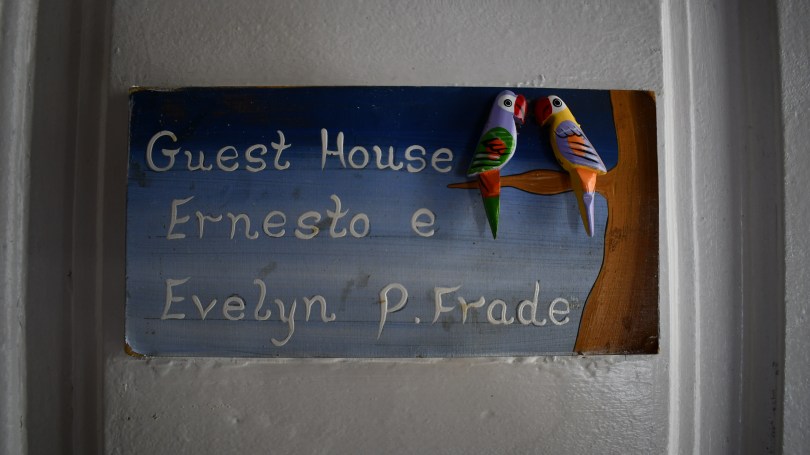 Guest House
Ernesto e
Evelyn P. Frade